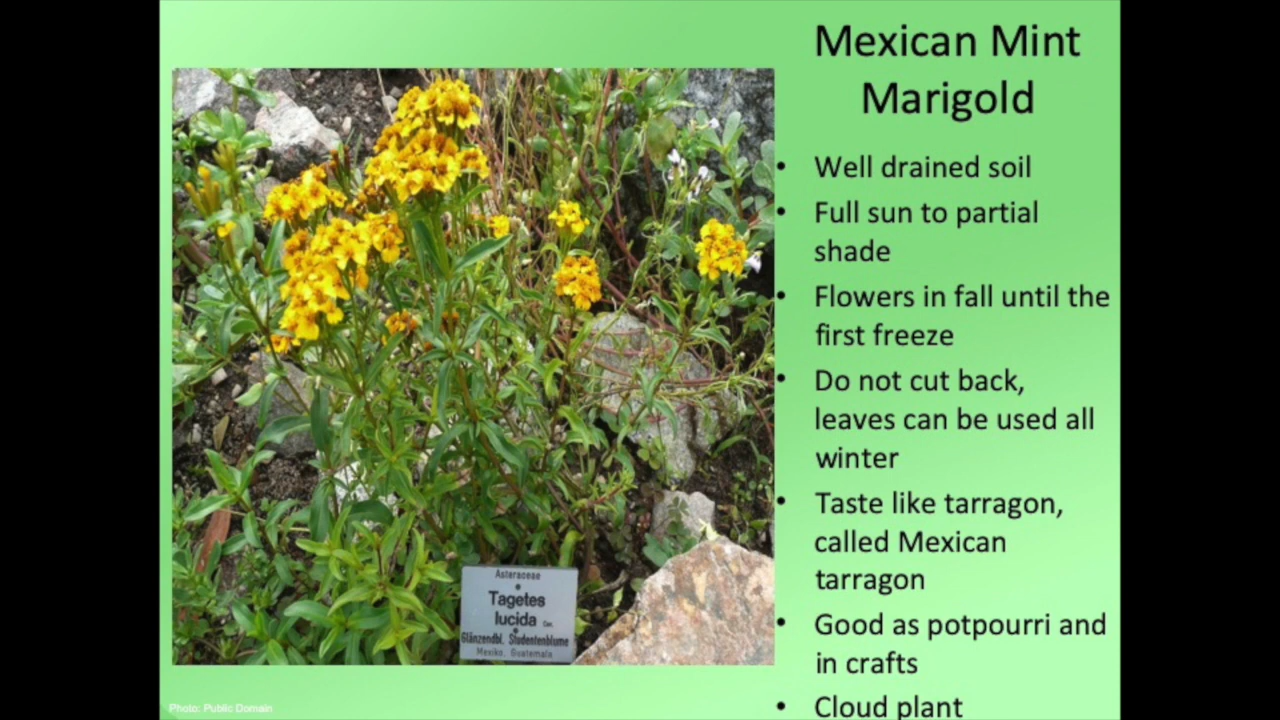 Mexican Mint
Marigold
• Well drained soil
• Full sun to partial
shade
• Flowers in fall until the
first freeze
• Do not cut back,
leaves can be used all
winter
• Taste like tarragon,
called Mexican
tarragon
• Good as potpourri and
in crafts
• Cloud plant
Asteraceae
Tagetes
lucida Cav.
Glänzendbl. Studentenblume
Mexiko, Guatemala
Photo: Public Domain